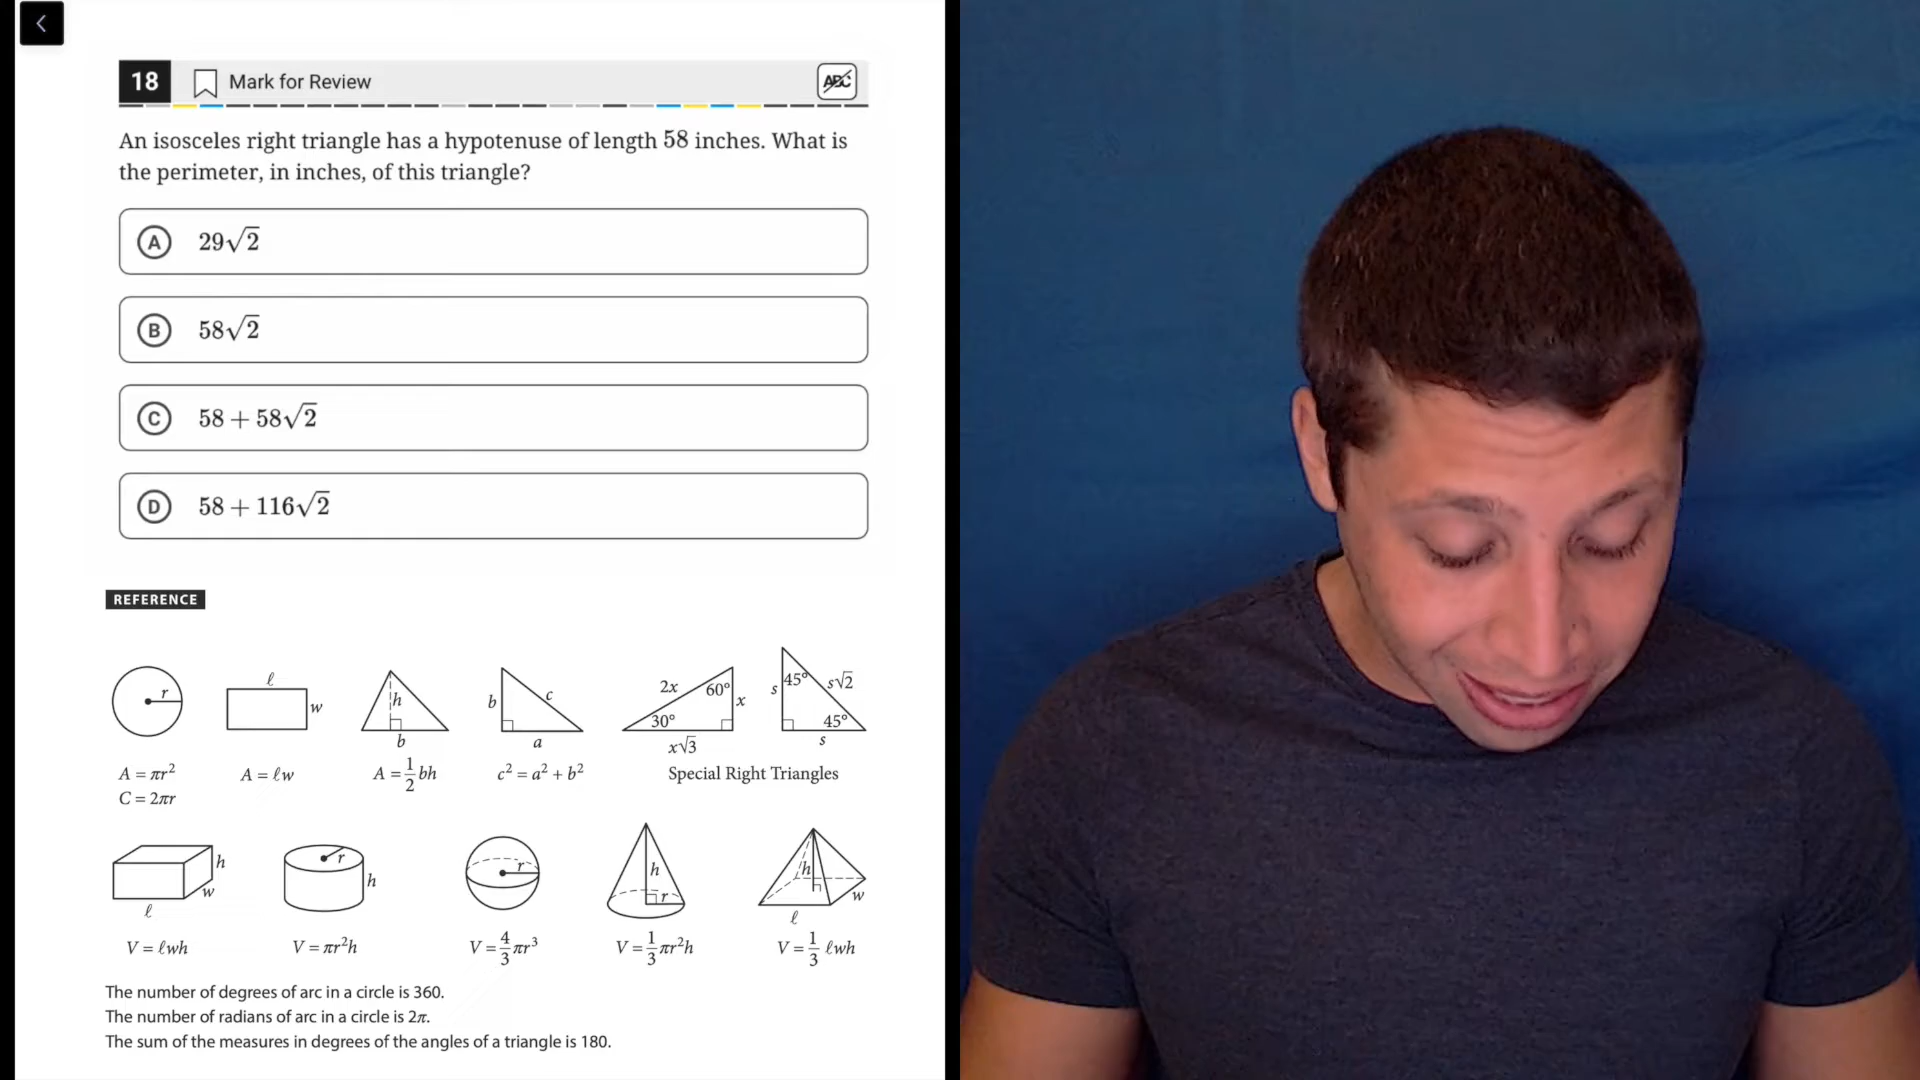 18 Mark for Review ABC
An isosceles right triangle has a hypotenuse of length 58 inches. What is
the perimeter, in inches, of this triangle?
A 29√2
B 58√2
C 58 + 58√2
D 58 + 116√2
REFERENCE
r
ℓ
w
h
b
b
c
a
2x
60°
x
30°
x√3
s
45°
s√2
45°
s
A = πr²
C = 2πr
A = ℓw
A = 1/2 bh
c² = a² + b²
Special Right Triangles
h
w
ℓ
r
h
r
h
r
h
w
ℓ
V = ℓwh
V = πr²h
V = 4/3 πr³
V = 1/3 πr²h
V = 1/3 ℓwh
The number of degrees of arc in a circle is 360.
The number of radians of arc in a circle is 2π.
The sum of the measures in degrees of the angles of a triangle is 180.